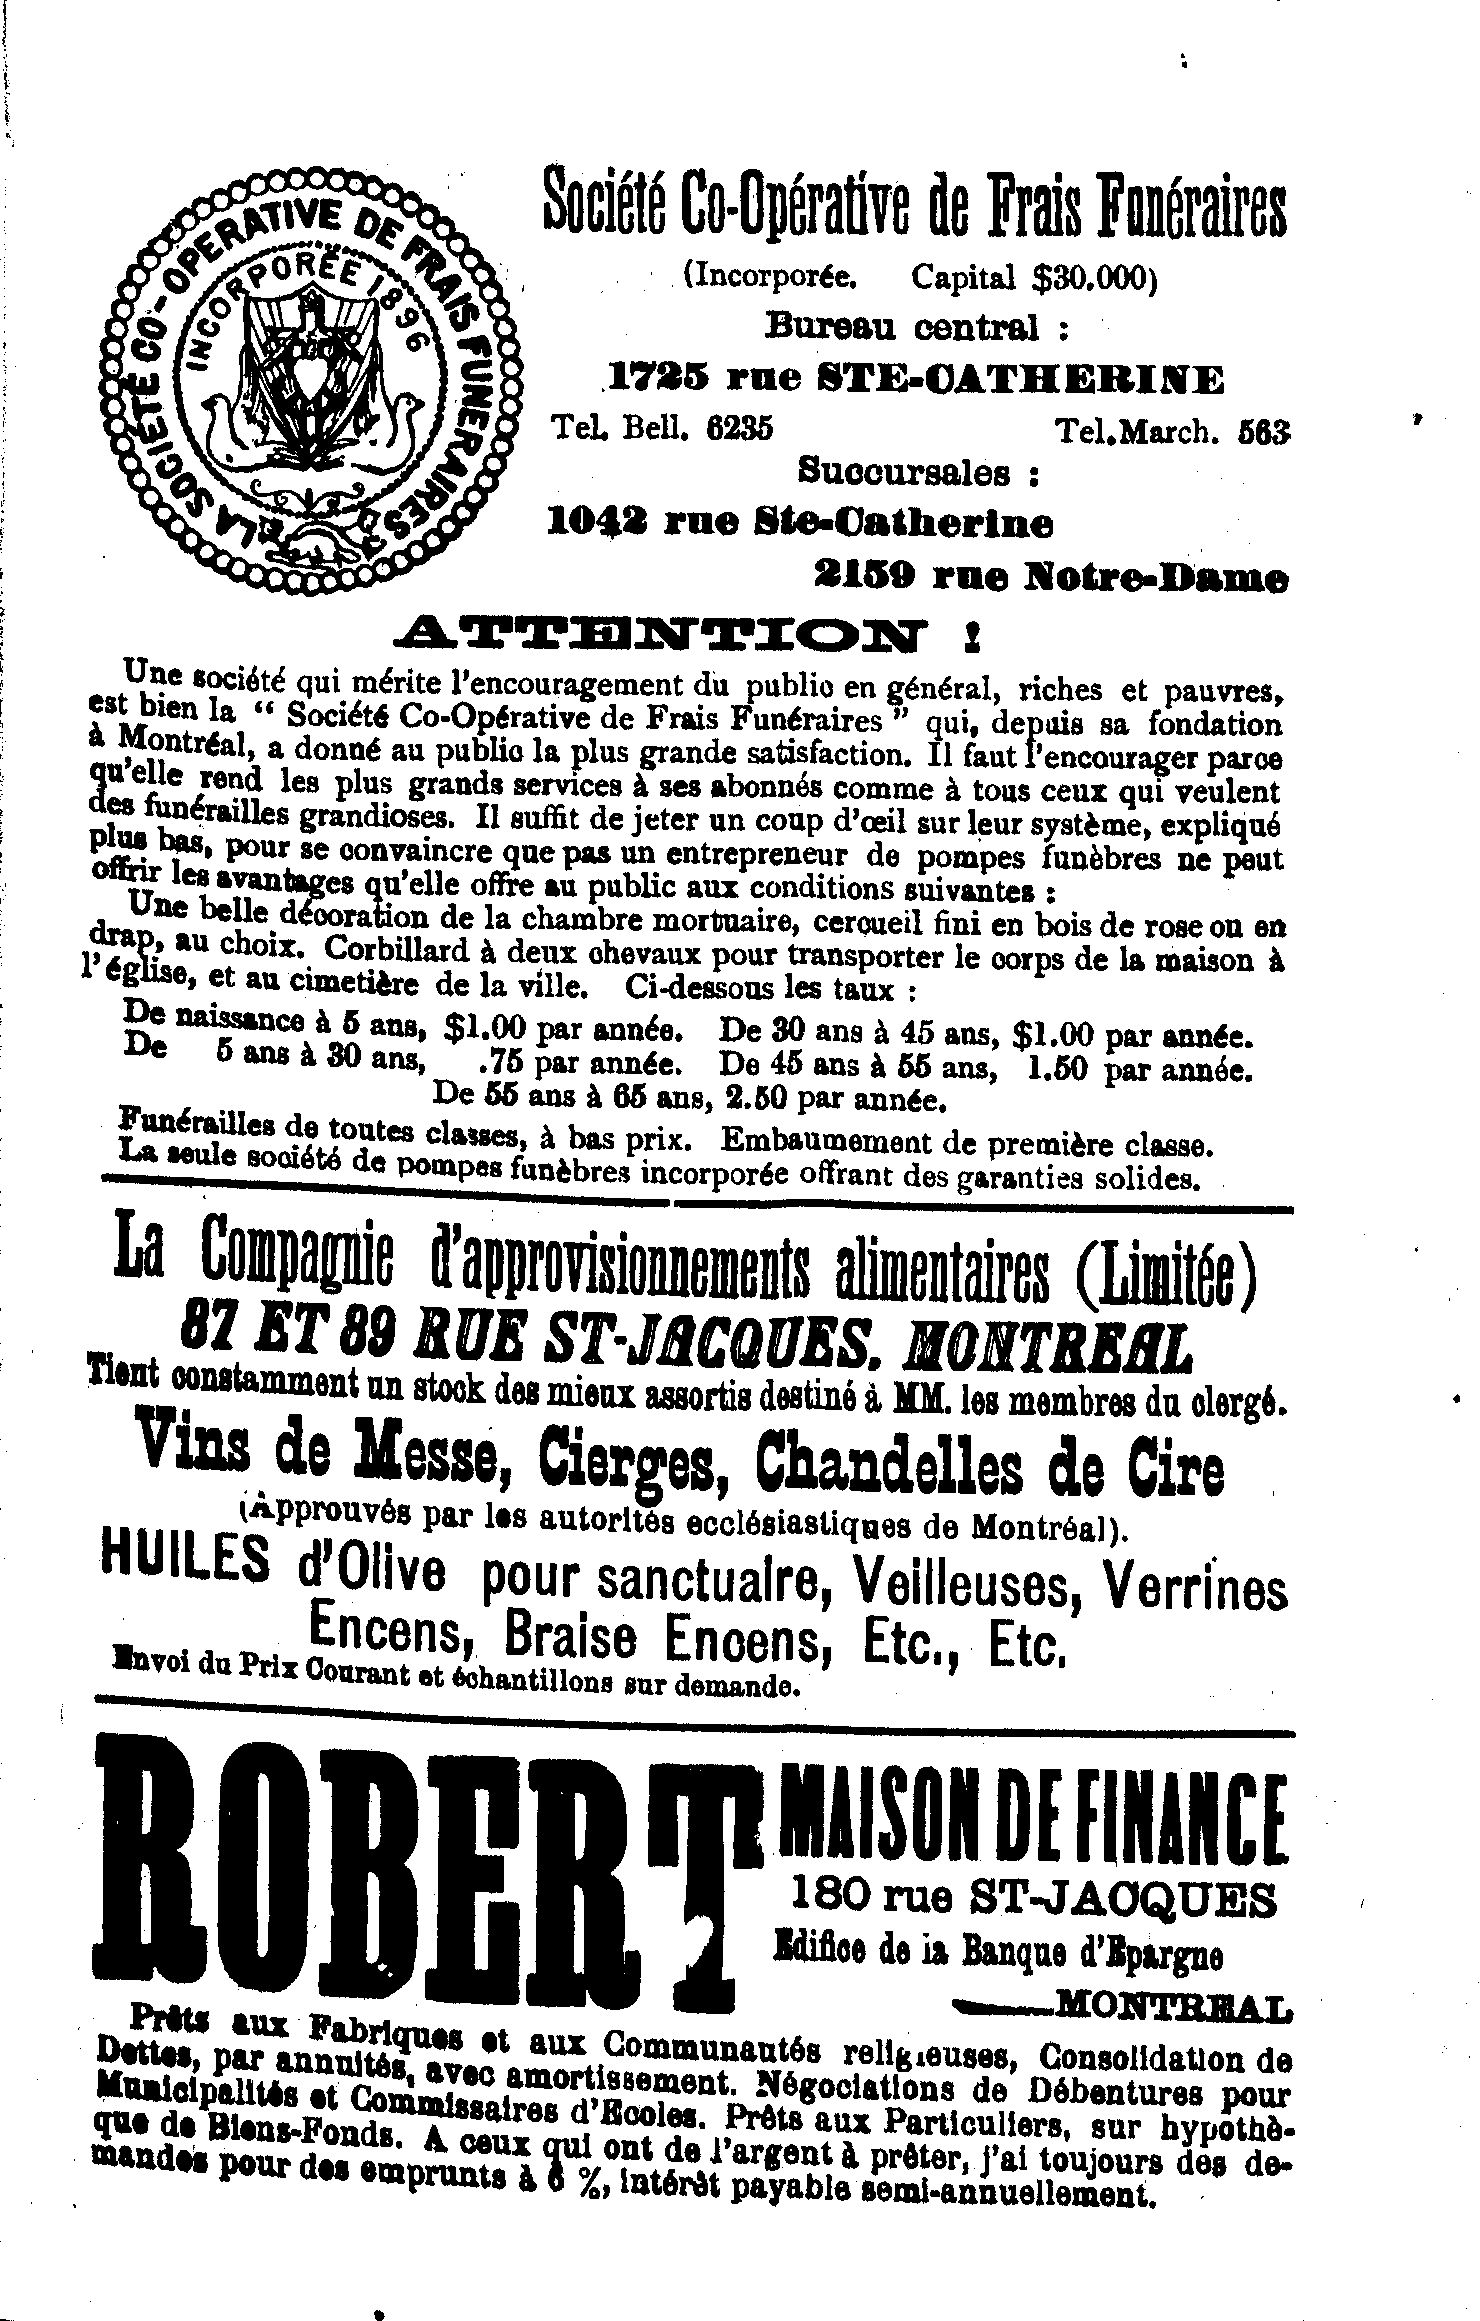 LA SOCIÉTÉ CO-OPERATIVE DE FRAIS FUNERAIRES
INCORPORÉE 1896
Société Co-Opérative de Frais Funéraires
(Incorporée. Capital $30.000)
Bureau central :
1725 rue STE-CATHERINE
Tel. Bell. 6235 Tel. March. 563
Succursales :
1042 rue Ste-Catherine
2159 rue Notre-Dame
ATTENTION !
Une société qui mérite l'encouragement du public en général, riches et pauvres,
est bien la “ Société Co-Opérative de Frais Funéraires ” qui, depuis sa fondation
à Montréal, a donné au public la plus grande satisfaction. Il faut l'encourager parce
qu'elle rend les plus grands services à ses abonnés comme à tous ceux qui veulent
des funérailles grandioses. Il suffit de jeter un coup d'œil sur leur système, expliqué
plus bas, pour se convaincre que pas un entrepreneur de pompes funèbres ne peut
offrir les avantages qu'elle offre au public aux conditions suivantes :
Une belle décoration de la chambre mortuaire, cercueil fini en bois de rose ou en
drap, au choix. Corbillard à deux chevaux pour transporter le corps de la maison à
l'église, et au cimetière de la ville. Ci-dessous les taux :
De naissance à 5 ans, $1.00 par année. De 30 ans à 45 ans, $1.00 par année.
De 5 ans à 30 ans, .75 par année. De 45 ans à 55 ans, 1.50 par année.
De 55 ans à 65 ans, 2.50 par année.
Funérailles de toutes classes, à bas prix. Embaumement de première classe.
La seule société de pompes funèbres incorporée offrant des garanties solides.
La Compagnie d'approvisionnements alimentaires (Limitée)
87 ET 89 RUE ST-JACQUES. MONTREAL
Tient constamment un stock des mieux assortis destiné à MM. les membres du clergé.
Vins de Messe, Cierges, Chandelles de Cire
(Approuvés par les autorités ecclésiastiques de Montréal).
HUILES d'Olive pour sanctuaire, Veilleuses, Verrines
Encens, Braise Encens, Etc., Etc.
Envoi du Prix Courant et échantillons sur demande.
ROBERT MAISON DE FINANCE
180 rue ST-JACQUES
Edifice de la Banque d'Epargne
MONTREAL
Prêts aux Fabriques et aux Communautés religieuses, Consolidation de
Dettes, par annuités, avec amortissement. Négociations de Débentures pour
Municipalités et Commissaires d'Ecoles. Prêts aux Particuliers, sur hypothè-
que de Biens-Fonds. A ceux qui ont de l'argent à prêter, j'ai toujours des de-
mandes pour des emprunts à 6 %, intérêt payable semi-annuellement.